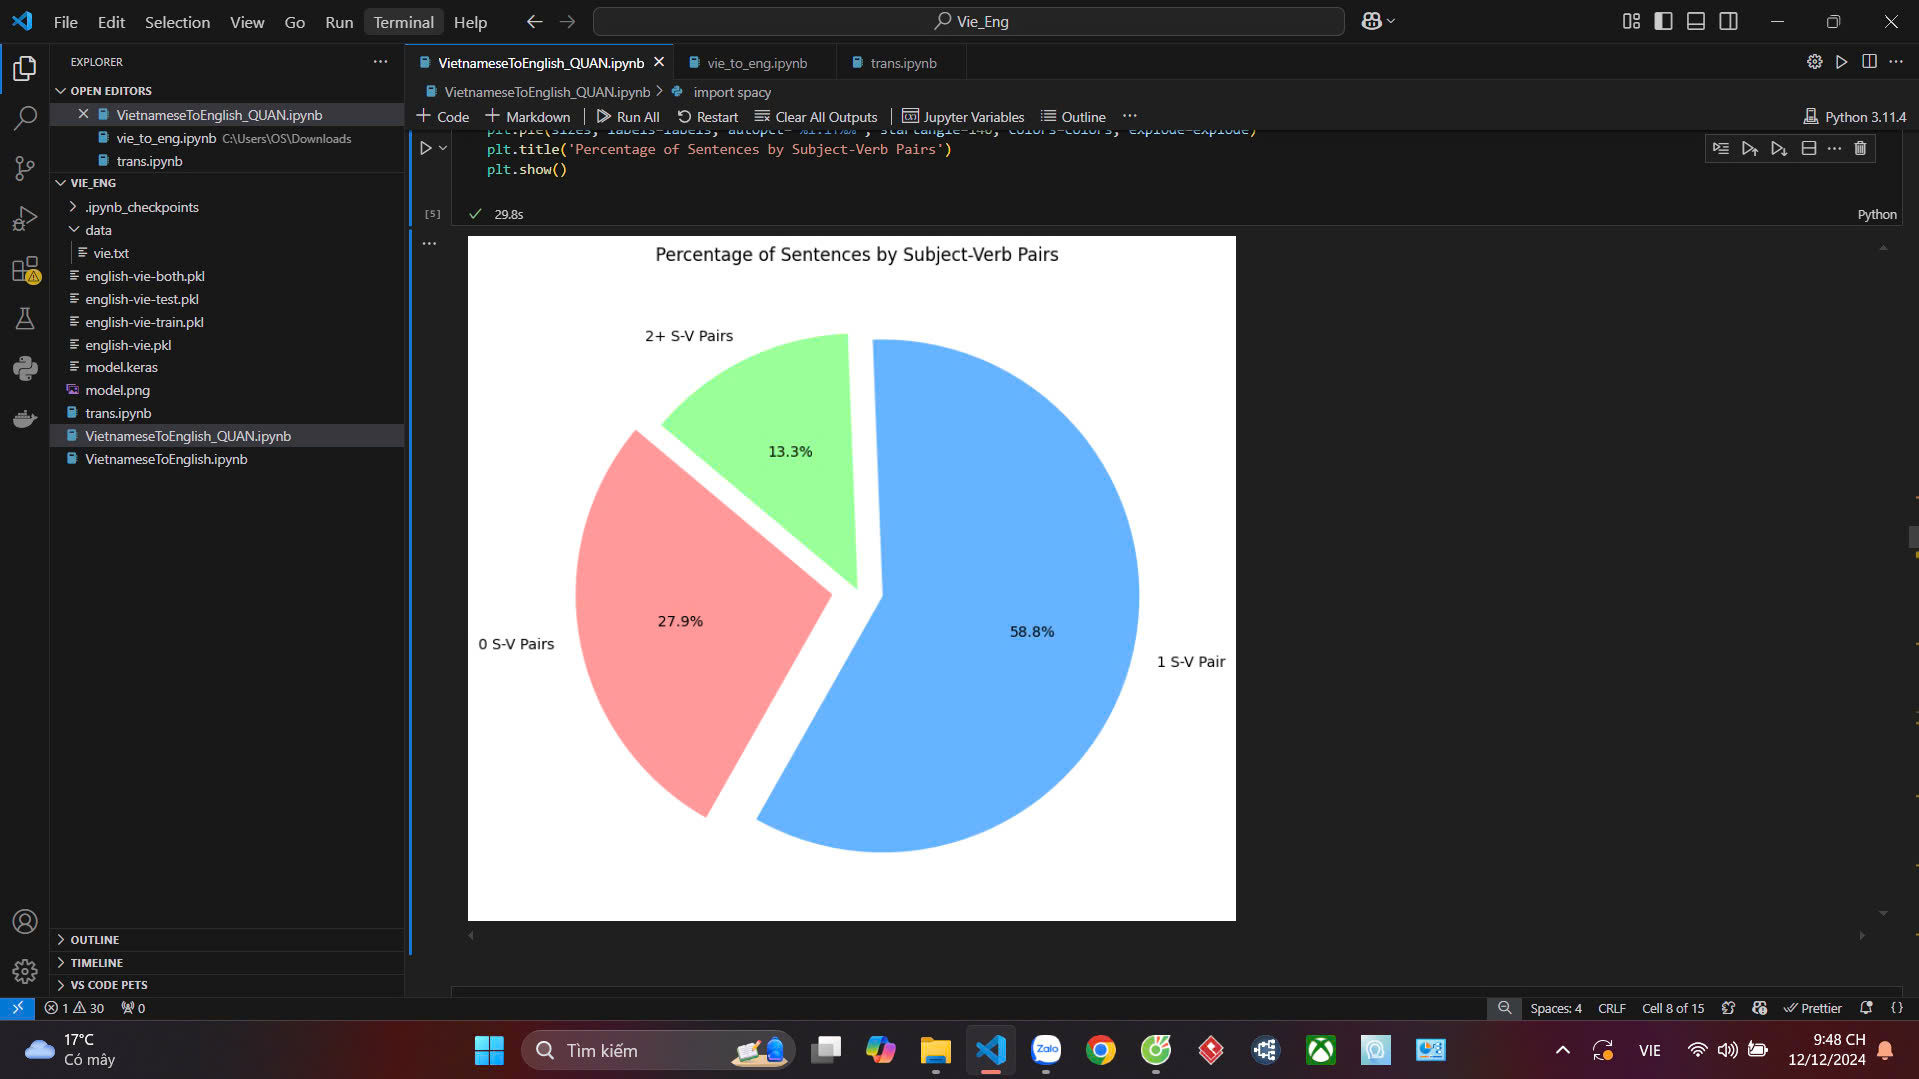 File Edit Selection View Go Run Terminal Help
Vie_Eng
EXPLORER
OPEN EDITORS
VietnameseToEnglish_QUAN.ipynb
vie_to_eng.ipynb C:\Users\OS\Downloads
trans.ipynb
VIE_ENG
.ipynb_checkpoints
data
vie.txt
english-vie-both.pkl
english-vie-test.pkl
english-vie-train.pkl
english-vie.pkl
model.keras
model.png
trans.ipynb
VietnameseToEnglish_QUAN.ipynb
VietnameseToEnglish.ipynb
OUTLINE
TIMELINE
VS CODE PETS
VietnameseToEnglish_QUAN.ipynb vie_to_eng.ipynb trans.ipynb
VietnameseToEnglish_QUAN.ipynb > import spacy
Code Markdown Run All Restart Clear All Outputs Jupyter Variables Outline Python 3.11.4
plt.pie(sizes, labels=labels, autopct='%1.1f%%', startangle=140, colors=colors, explode=explode)
plt.title('Percentage of Sentences by Subject-Verb Pairs')
plt.show()
[5] 29.8s Python
Percentage of Sentences by Subject-Verb Pairs
2+ S-V Pairs
13.3%
27.9%
0 S-V Pairs
58.8%
1 S-V Pair
1 30 0 Spaces: 4 CRLF Cell 8 of 15 Prettier
17°C
Có mây
Tìm kiếm
Zalo
VIE
9:48 CH
12/12/2024